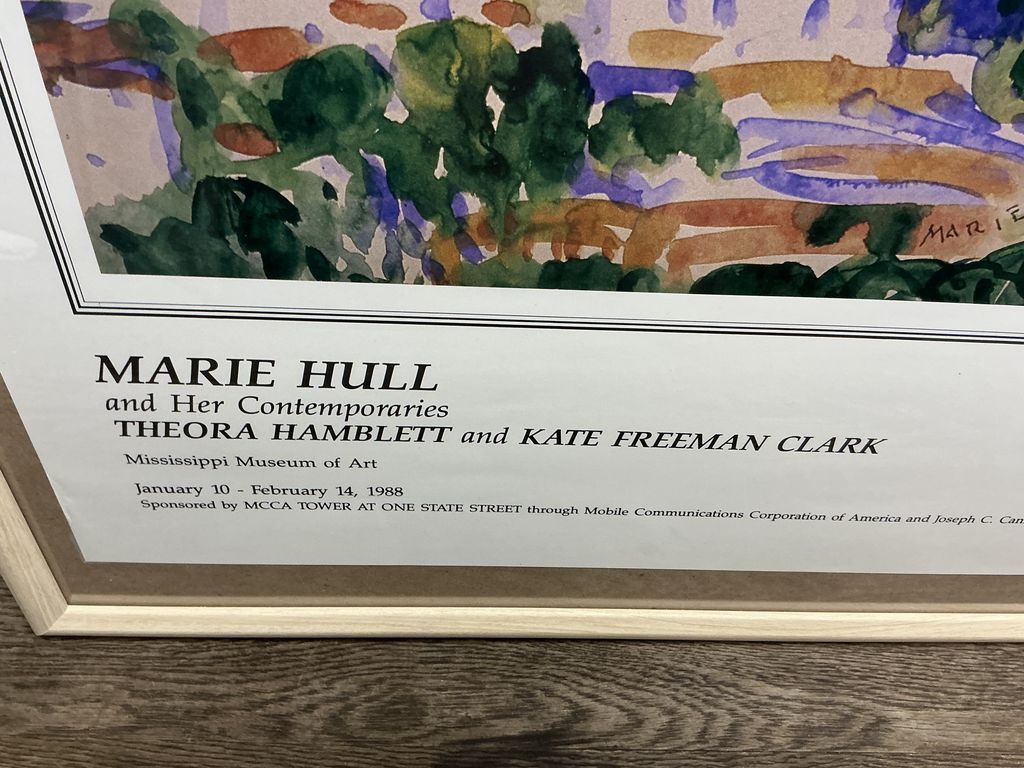 MARIE
MARIE HULL
and Her Contemporaries
THEORA HAMBLETT and KATE FREEMAN CLARK
Mississippi Museum of Art
January 10 - February 14, 1988
Sponsored by MCCA TOWER AT ONE STATE STREET through Mobile Communications Corporation of America and Joseph C.